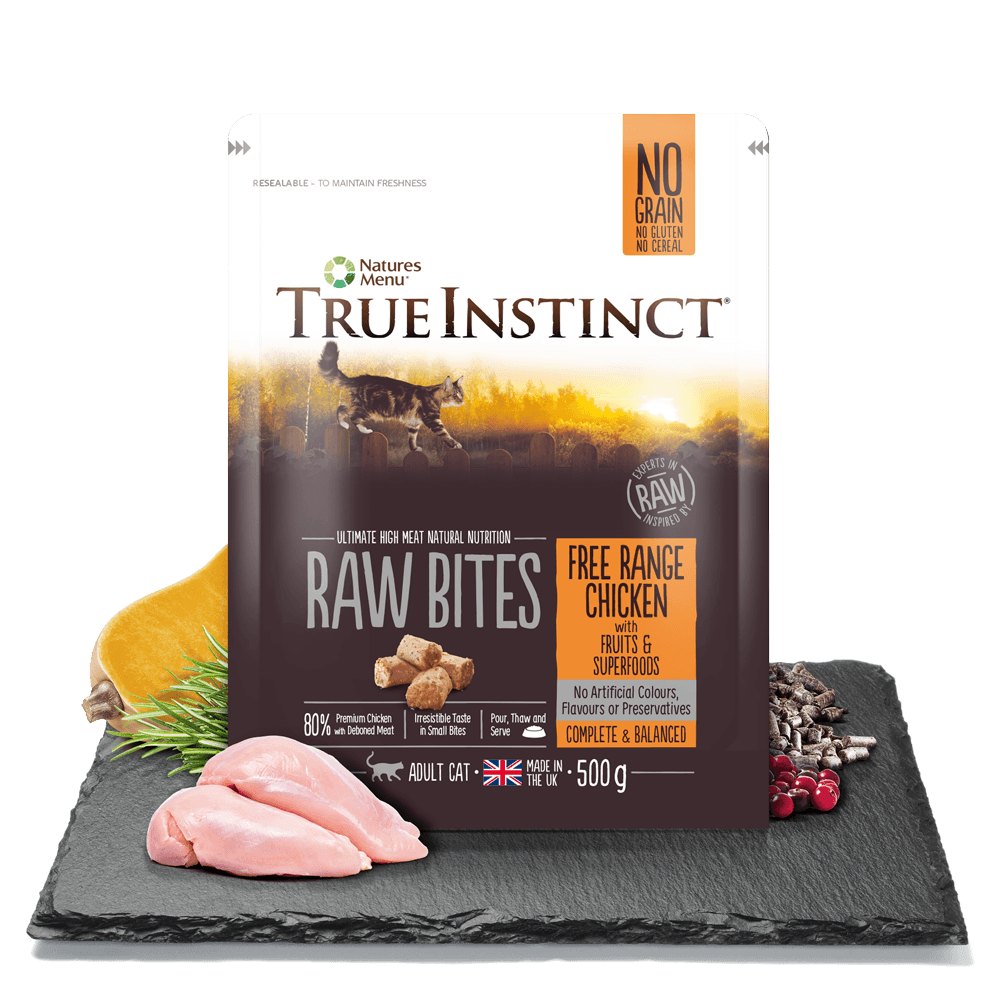 RESEALABLE - TO MAINTAIN FRESHNESS
NO
GRAIN
NO GLUTEN
NO CEREAL
Natures
Menu
TRUE INSTINCT®
EXPERTS IN
RAW
INSPIRED BY
ULTIMATE HIGH MEAT NATURAL NUTRITION
RAW BITES
FREE RANGE
CHICKEN
with
FRUITS &
SUPERFOODS
No Artificial Colours,
Flavours or Preservatives
COMPLETE & BALANCED
80% Premium Chicken
with Deboned Meat
Irresistible Taste
in Small Bites
Pour, Thaw and
Serve
ADULT CAT • MADE IN
THE UK • 500g